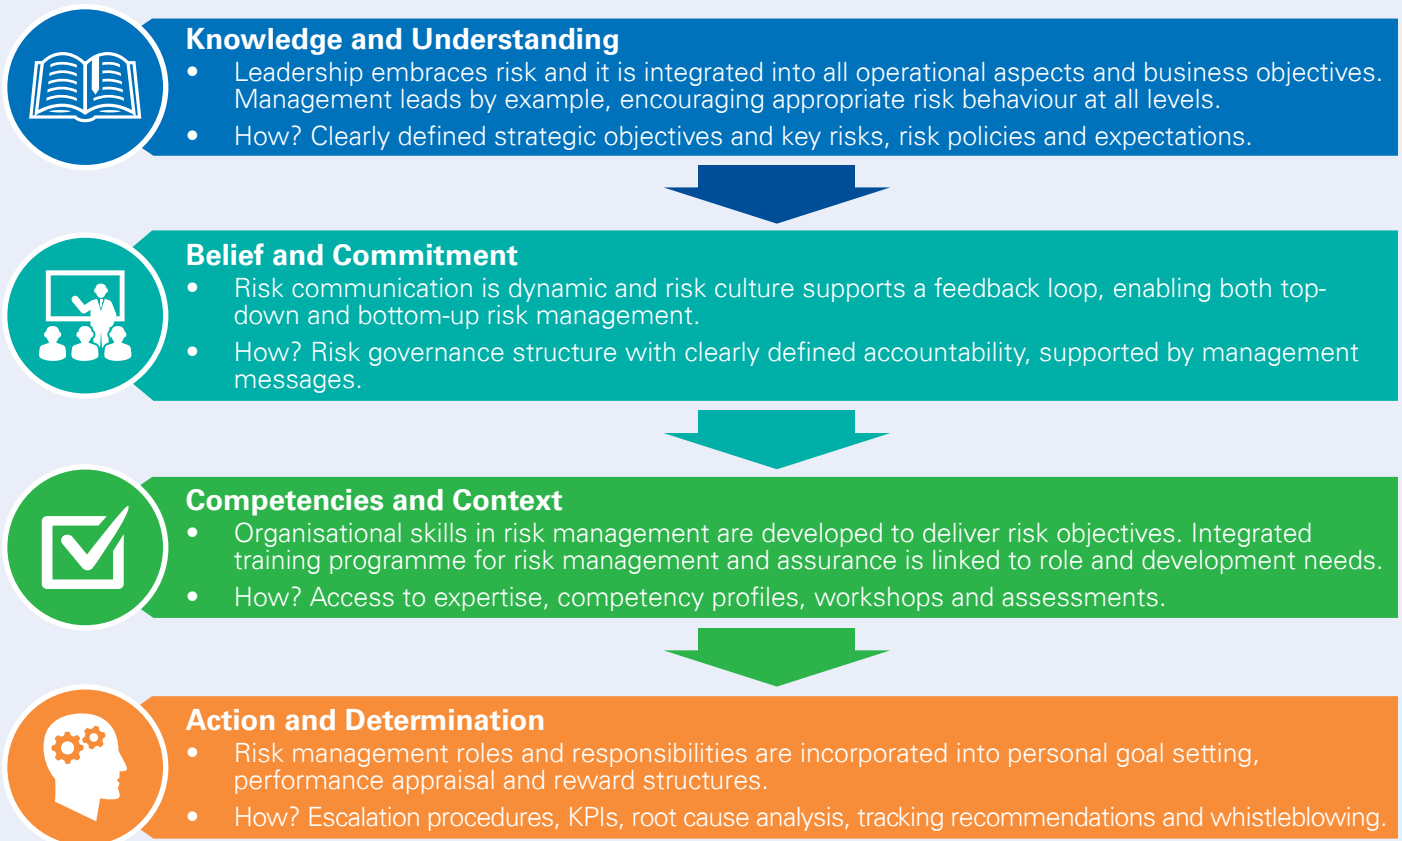 Knowledge and Understanding
• Leadership embraces risk and it is integrated into all operational aspects and business objectives.
Management leads by example, encouraging appropriate risk behaviour at all levels.
• How? Clearly defined strategic objectives and key risks, risk policies and expectations.
Belief and Commitment
• Risk communication is dynamic and risk culture supports a feedback loop, enabling both top-
down and bottom-up risk management.
• How? Risk governance structure with clearly defined accountability, supported by management
messages.
Competencies and Context
• Organisational skills in risk management are developed to deliver risk objectives. Integrated
training programme for risk management and assurance is linked to role and development needs.
• How? Access to expertise, competency profiles, workshops and assessments.
Action and Determination
• Risk management roles and responsibilities are incorporated into personal goal setting,
performance appraisal and reward structures.
• How? Escalation procedures, KPIs, root cause analysis, tracking recommendations and whistleblowing.